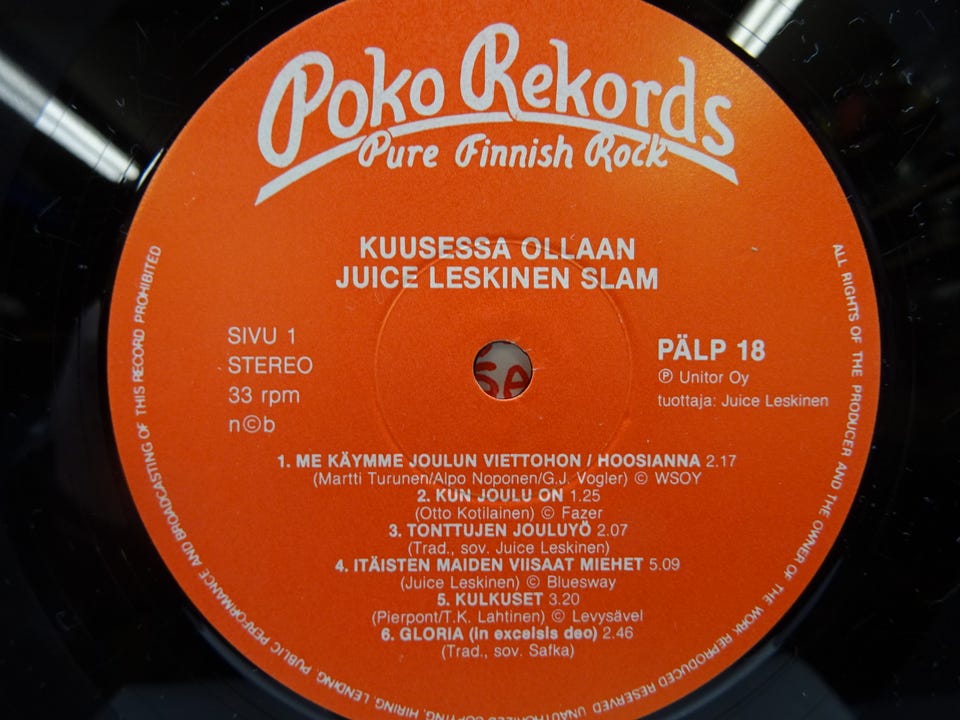 Poko Rekords
Pure Finnish Rock
KUUSESSA OLLAAN
JUICE LESKINEN SLAM
SIVU 1
STEREO
33 rpm
n©b
PÄLP 18
℗ Unitor Oy
tuottaja: Juice Leskinen
SA
1. ME KÄYMME JOULUN VIETTOHON / HOOSIANNA 2.17
(Martti Turunen/Alpo Noponen/G.J. Vogler) © WSOY
2. KUN JOULU ON 1.25
(Otto Kotilainen) © Fazer
3. TONTTUJEN JOULUYÖ 2.07
(Trad., sov. Juice Leskinen)
4. ITÄISTEN MAIDEN VIISAAT MIEHET 5.09
(Juice Leskinen) © Bluesway
5. KULKUSET 3.20
(Pierpont/T.K. Lahtinen) © Levysävel
6. GLORIA (in excelsis deo) 2.46
(Trad., sov. Safka)
ALL RIGHTS OF THE PRODUCER AND THE OWNER OF THE WORK REPRODUCED RESERVED UNAUTHORIZED COPYING, HIRING, LENDING, PUBLIC PERFORMANCE AND BROADCASTING OF THIS RECORD PROHIBITED